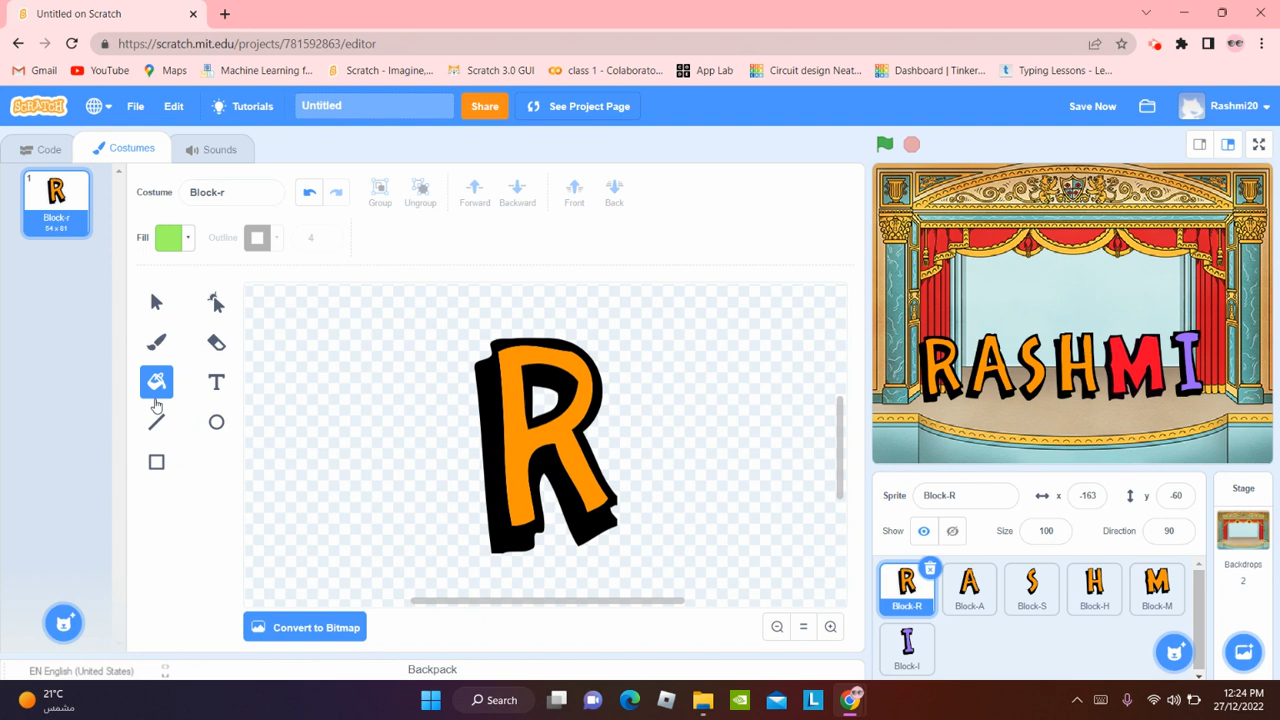 Untitled on Scratch
https://scratch.mit.edu/projects/781592863/editor
Gmail YouTube Maps Machine Learning f... Scratch - Imagine,... Scratch 3.0 GUI class 1 - Colaborato... App Lab Circuit design Neat... Dashboard | Tinker... Typing Lessons - Le...
SCRATCH File Edit Tutorials Untitled Share See Project Page Save Now Rashmi20
Code Costumes Sounds
1
R
Block-r
54 x 81
Costume Block-r Group Ungroup Forward Backward Front Back
Fill Outline 4
R
Convert to Bitmap
RASHMI
Sprite Block-R x -163 y -60
Show Size 100 Direction 90
Stage
Backdrops
2
R A S H M
Block-R Block-A Block-S Block-H Block-M
I
Block-I
Backpack
EN English (United States)
21°C
مشمس
Search
12:24 PM
27/12/2022